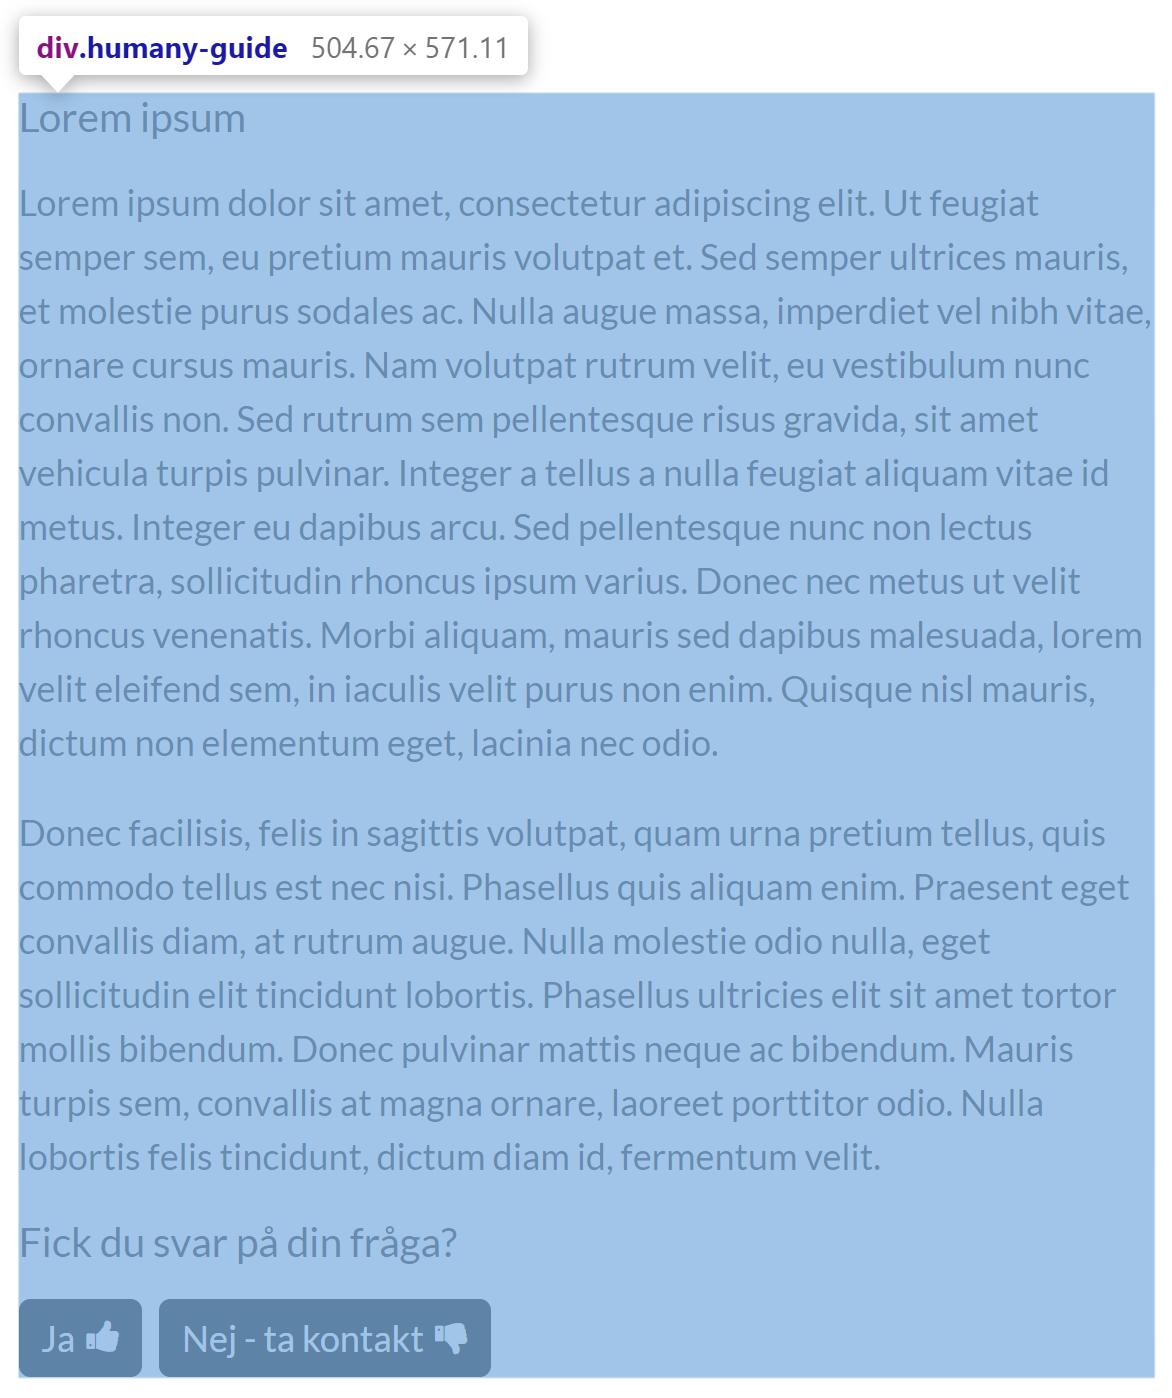 div.humany-guide 504.67 × 571.11
Lorem ipsum
Lorem ipsum dolor sit amet, consectetur adipiscing elit. Ut feugiat
semper sem, eu pretium mauris volutpat et. Sed semper ultrices mauris,
et molestie purus sodales ac. Nulla augue massa, imperdiet vel nibh vitae,
ornare cursus mauris. Nam volutpat rutrum velit, eu vestibulum nunc
convallis non. Sed rutrum sem pellentesque risus gravida, sit amet
vehicula turpis pulvinar. Integer a tellus a nulla feugiat aliquam vitae id
metus. Integer eu dapibus arcu. Sed pellentesque nunc non lectus
pharetra, sollicitudin rhoncus ipsum varius. Donec nec metus ut velit
rhoncus venenatis. Morbi aliquam, mauris sed dapibus malesuada, lorem
velit eleifend sem, in iaculis velit purus non enim. Quisque nisl mauris,
dictum non elementum eget, lacinia nec odio.
Donec facilisis, felis in sagittis volutpat, quam urna pretium tellus, quis
commodo tellus est nec nisi. Phasellus quis aliquam enim. Praesent eget
convallis diam, at rutrum augue. Nulla molestie odio nulla, eget
sollicitudin elit tincidunt lobortis. Phasellus ultricies elit sit amet tortor
mollis bibendum. Donec pulvinar mattis neque ac bibendum. Mauris
turpis sem, convallis at magna ornare, laoreet porttitor odio. Nulla
lobortis felis tincidunt, dictum diam id, fermentum velit.
Fick du svar på din fråga?
Ja Nej - ta kontakt